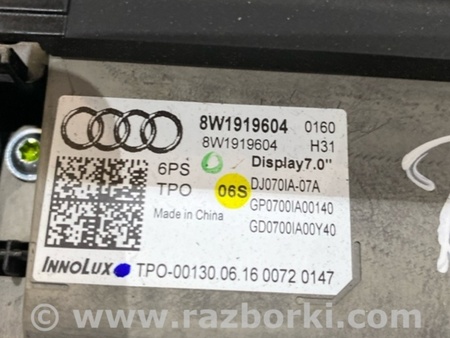 8W1919604 0160
8W1919604 H31
6PS Display7.0"
TPO 06S DJ070IA-07A
Made in China GP0700IA00140
GD0700IA00Y40
INNOLUX TPO-00130.06.16 0072 0147
© www.razborki.com